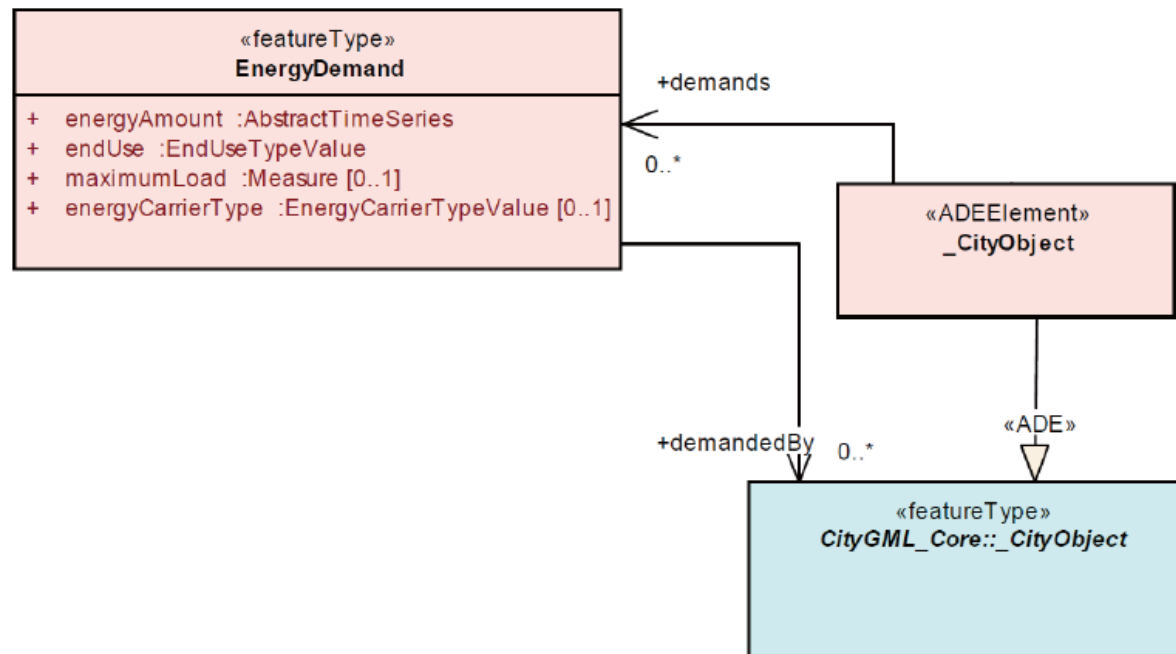 «featureType»
EnergyDemand
+ energyAmount :AbstractTimeSeries
+ endUse :EndUseTypeValue
+ maximumLoad :Measure [0..1]
+ energyCarrierType :EnergyCarrierTypeValue [0..1]
+demands
0..*
«ADEElement»
_CityObject
«ADE»
+demandedBy
0..*
«featureType»
CityGML_Core::_CityObject